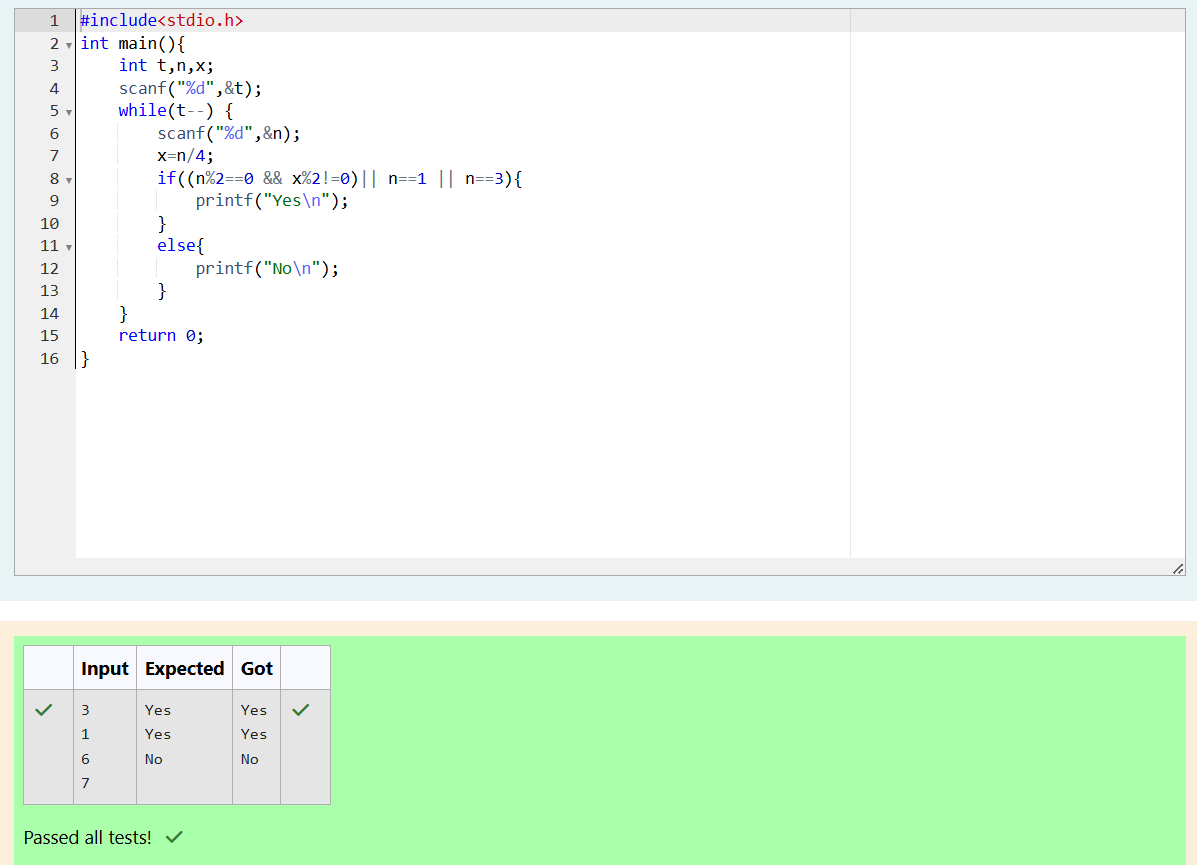 1 #include<stdio.h>
2 int main(){
3     int t,n,x;
4     scanf("%d",&t);
5     while(t--) {
6         scanf("%d",&n);
7         x=n/4;
8         if((n%2==0 && x%2!=0)|| n==1 || n==3){
9             printf("Yes\n");
10         }
11         else{
12             printf("No\n");
13         }
14     }
15     return 0;
16 }
Input Expected Got
3 Yes Yes
1 Yes Yes
6 No No
7
Passed all tests!